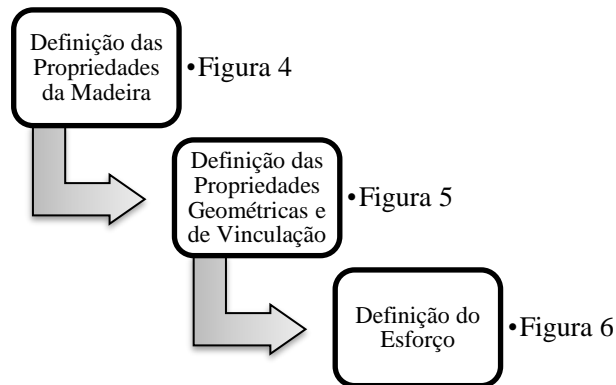 Definição das
Propriedades
da Madeira
•Figura 4
Definição das
Propriedades
Geométricas e
de Vinculação
•Figura 5
Definição do
Esforço
•Figura 6